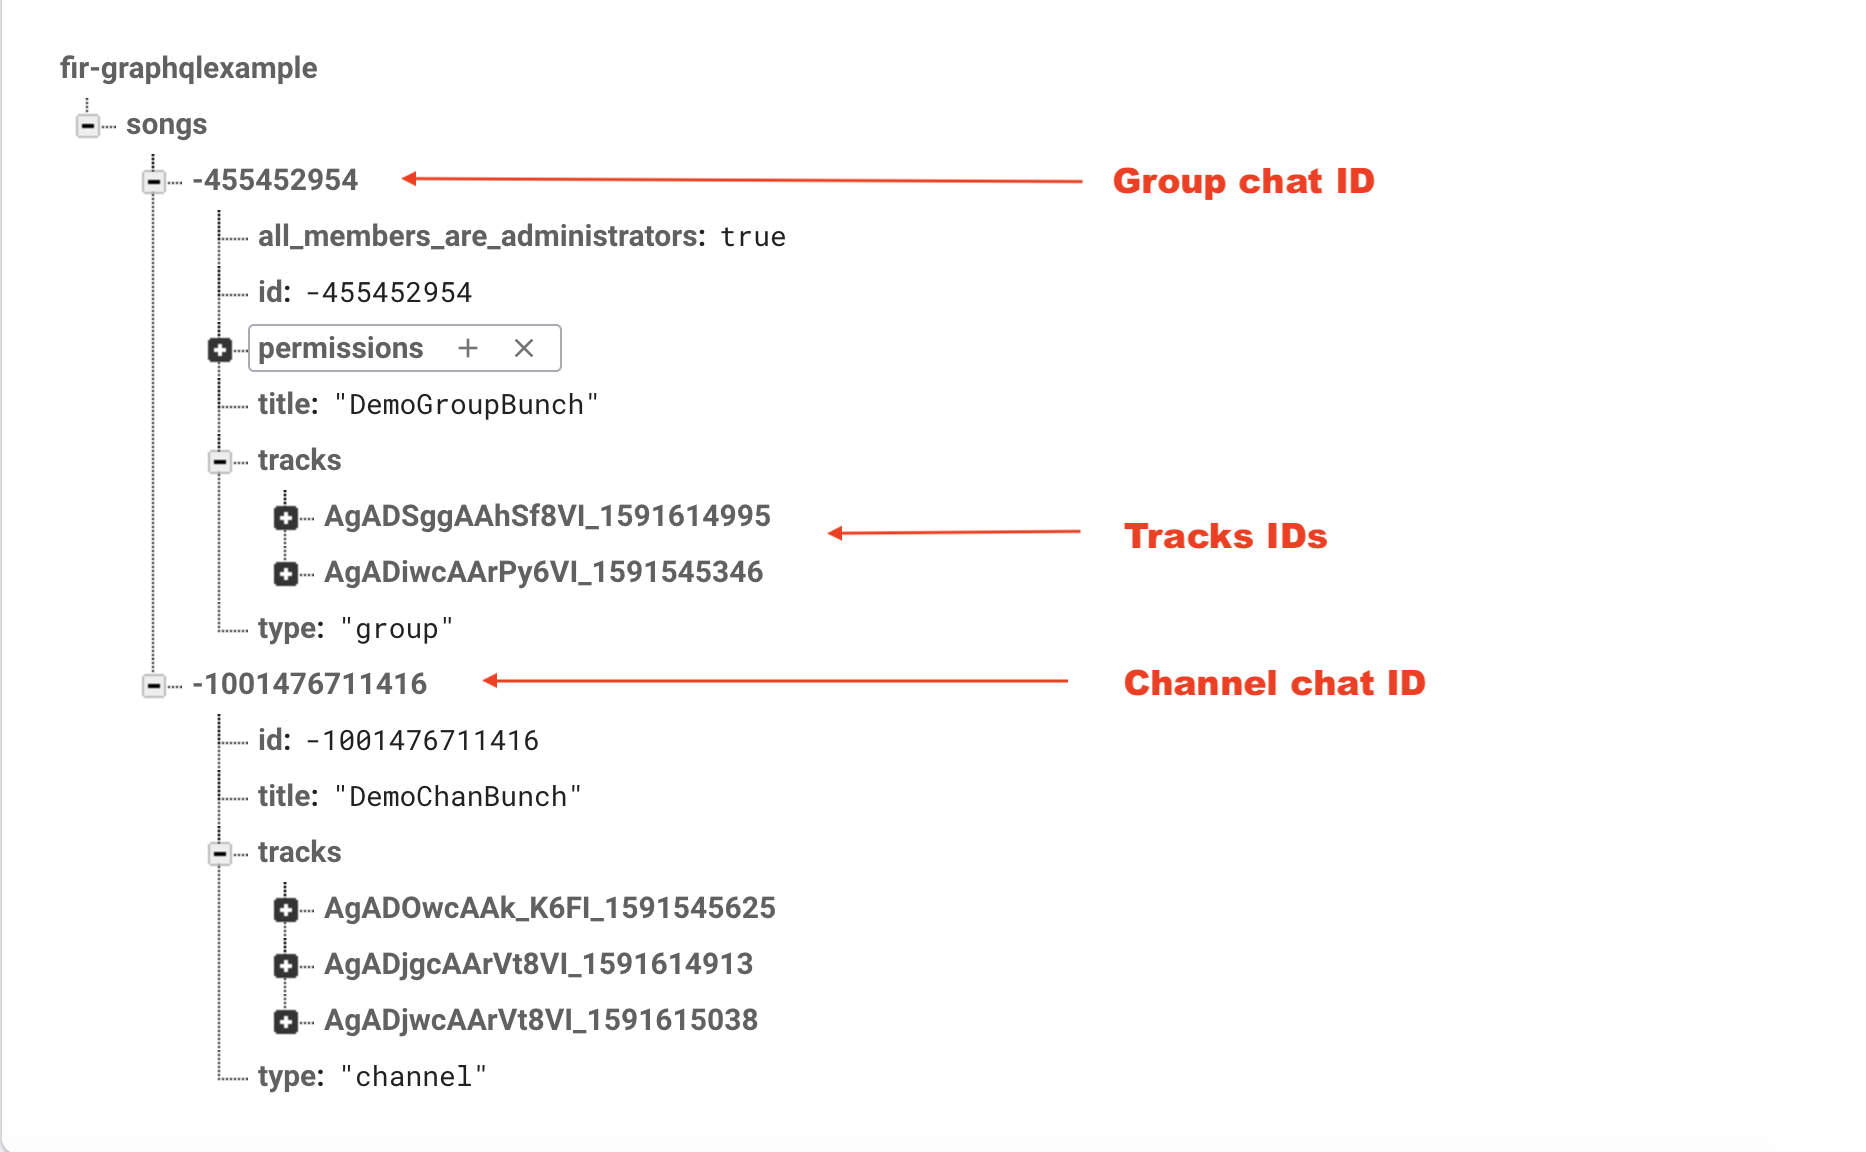 fir-graphqlexample
songs
-455452954 Group chat ID
all_members_are_administrators: true
id: -455452954
permissions
title: "DemoGroupBunch"
tracks
AgADSggAAhSf8VI_1591614995
Tracks IDs
AgADiwcAArPy6VI_1591545346
type: "group"
-1001476711416 Channel chat ID
id: -1001476711416
title: "DemoChanBunch"
tracks
AgADOwcAAk_K6FI_1591545625
AgADjgcAArVt8VI_1591614913
AgADjwcAArVt8VI_1591615038
type: "channel"